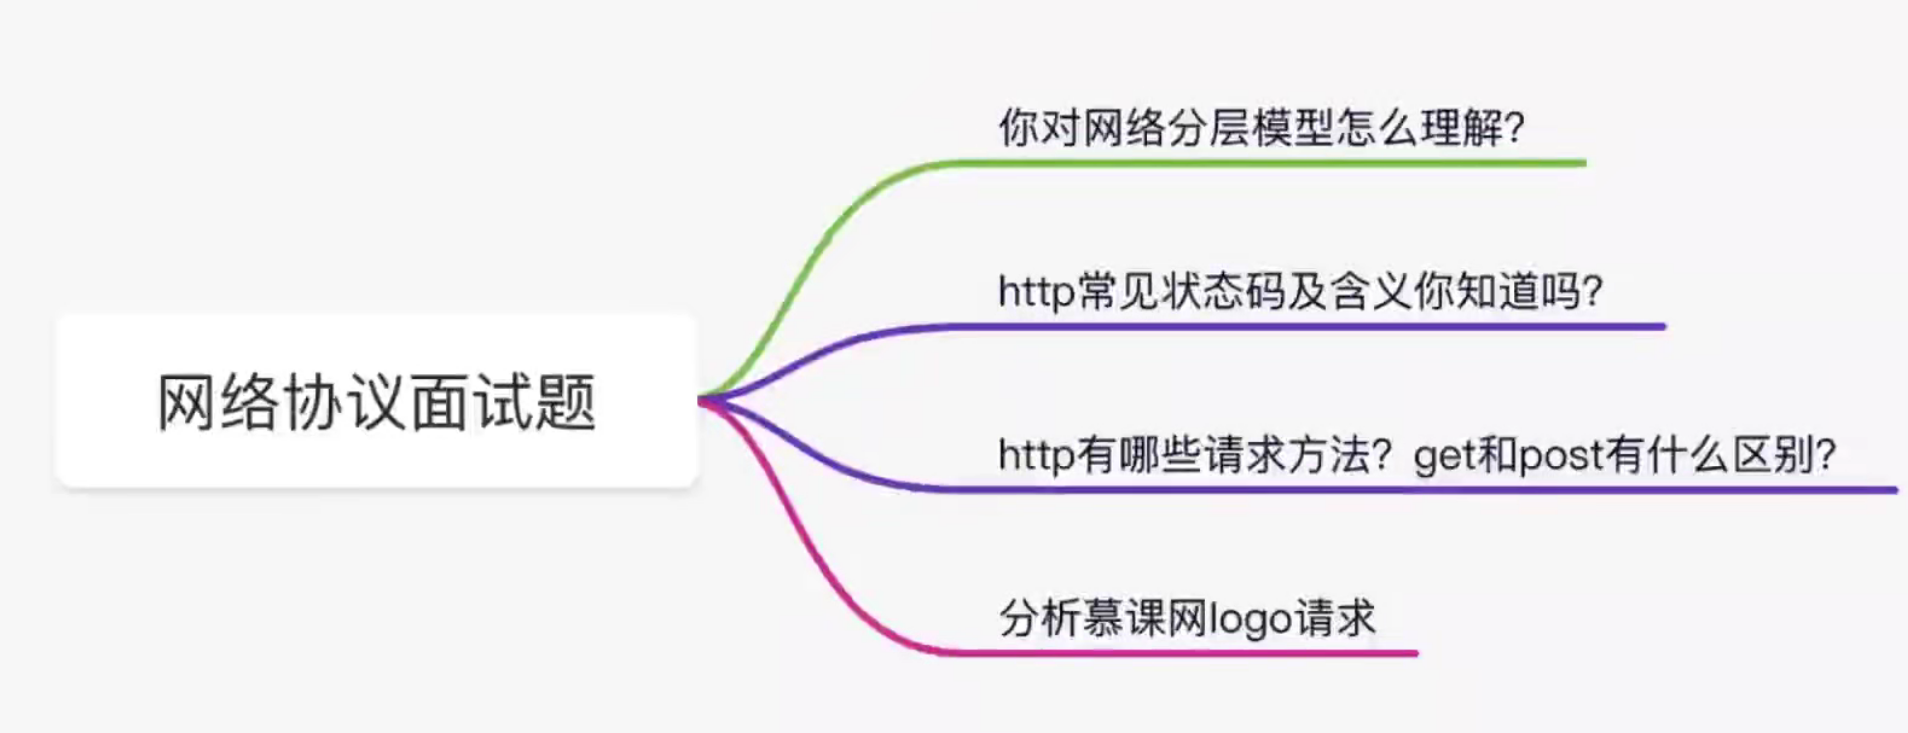 你对网络分层模型怎么理解？
http常见状态码及含义你知道吗？
网络协议面试题
http有哪些请求方法？get和post有什么区别？
分析慕课网logo请求